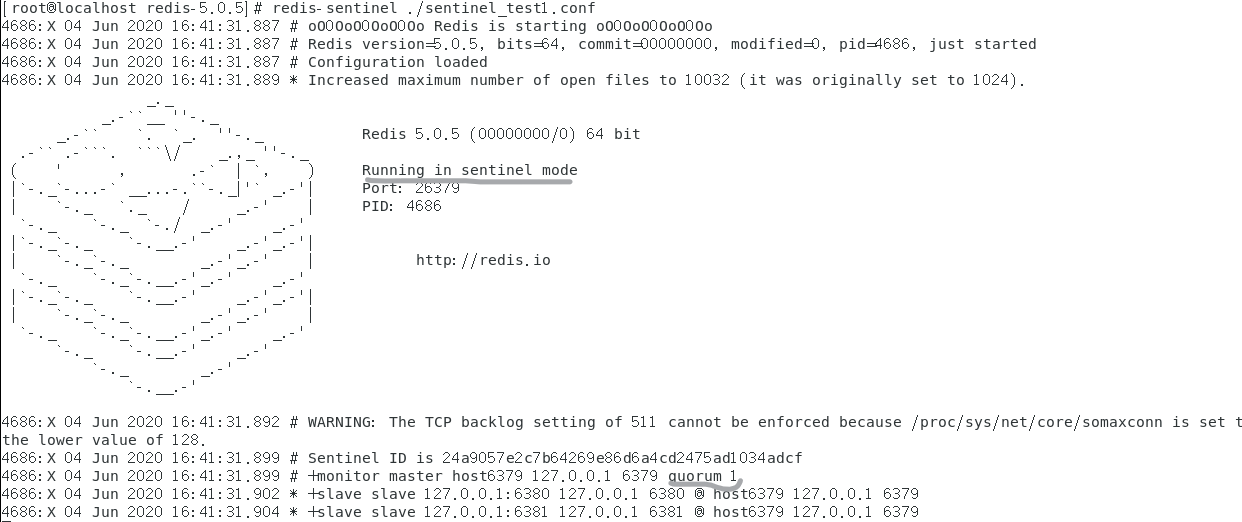 [root@localhost redis-5.0.5]# redis-sentinel ./sentinel_test1.conf
4686:X 04 Jun 2020 16:41:31.887 # oO0OoO0OoO0Oo Redis is starting oO0OoO0OoO0Oo
4686:X 04 Jun 2020 16:41:31.887 # Redis version=5.0.5, bits=64, commit=00000000, modified=0, pid=4686, just started
4686:X 04 Jun 2020 16:41:31.887 # Configuration loaded
4686:X 04 Jun 2020 16:41:31.889 * Increased maximum number of open files to 10032 (it was originally set to 1024).
Redis 5.0.5 (00000000/0) 64 bit
Running in sentinel mode
Port: 26379
PID: 4686
http://redis.io
4686:X 04 Jun 2020 16:41:31.892 # WARNING: The TCP backlog setting of 511 cannot be enforced because /proc/sys/net/core/somaxconn is set t
the lower value of 128.
4686:X 04 Jun 2020 16:41:31.899 # Sentinel ID is 24a9057e2c7b64269e86d6a4cd2475ad1034adcf
4686:X 04 Jun 2020 16:41:31.899 # +monitor master host6379 127.0.0.1 6379 quorum 1
4686:X 04 Jun 2020 16:41:31.902 * +slave slave 127.0.0.1:6380 127.0.0.1 6380 @ host6379 127.0.0.1 6379
4686:X 04 Jun 2020 16:41:31.904 * +slave slave 127.0.0.1:6381 127.0.0.1 6381 @ host6379 127.0.0.1 6379